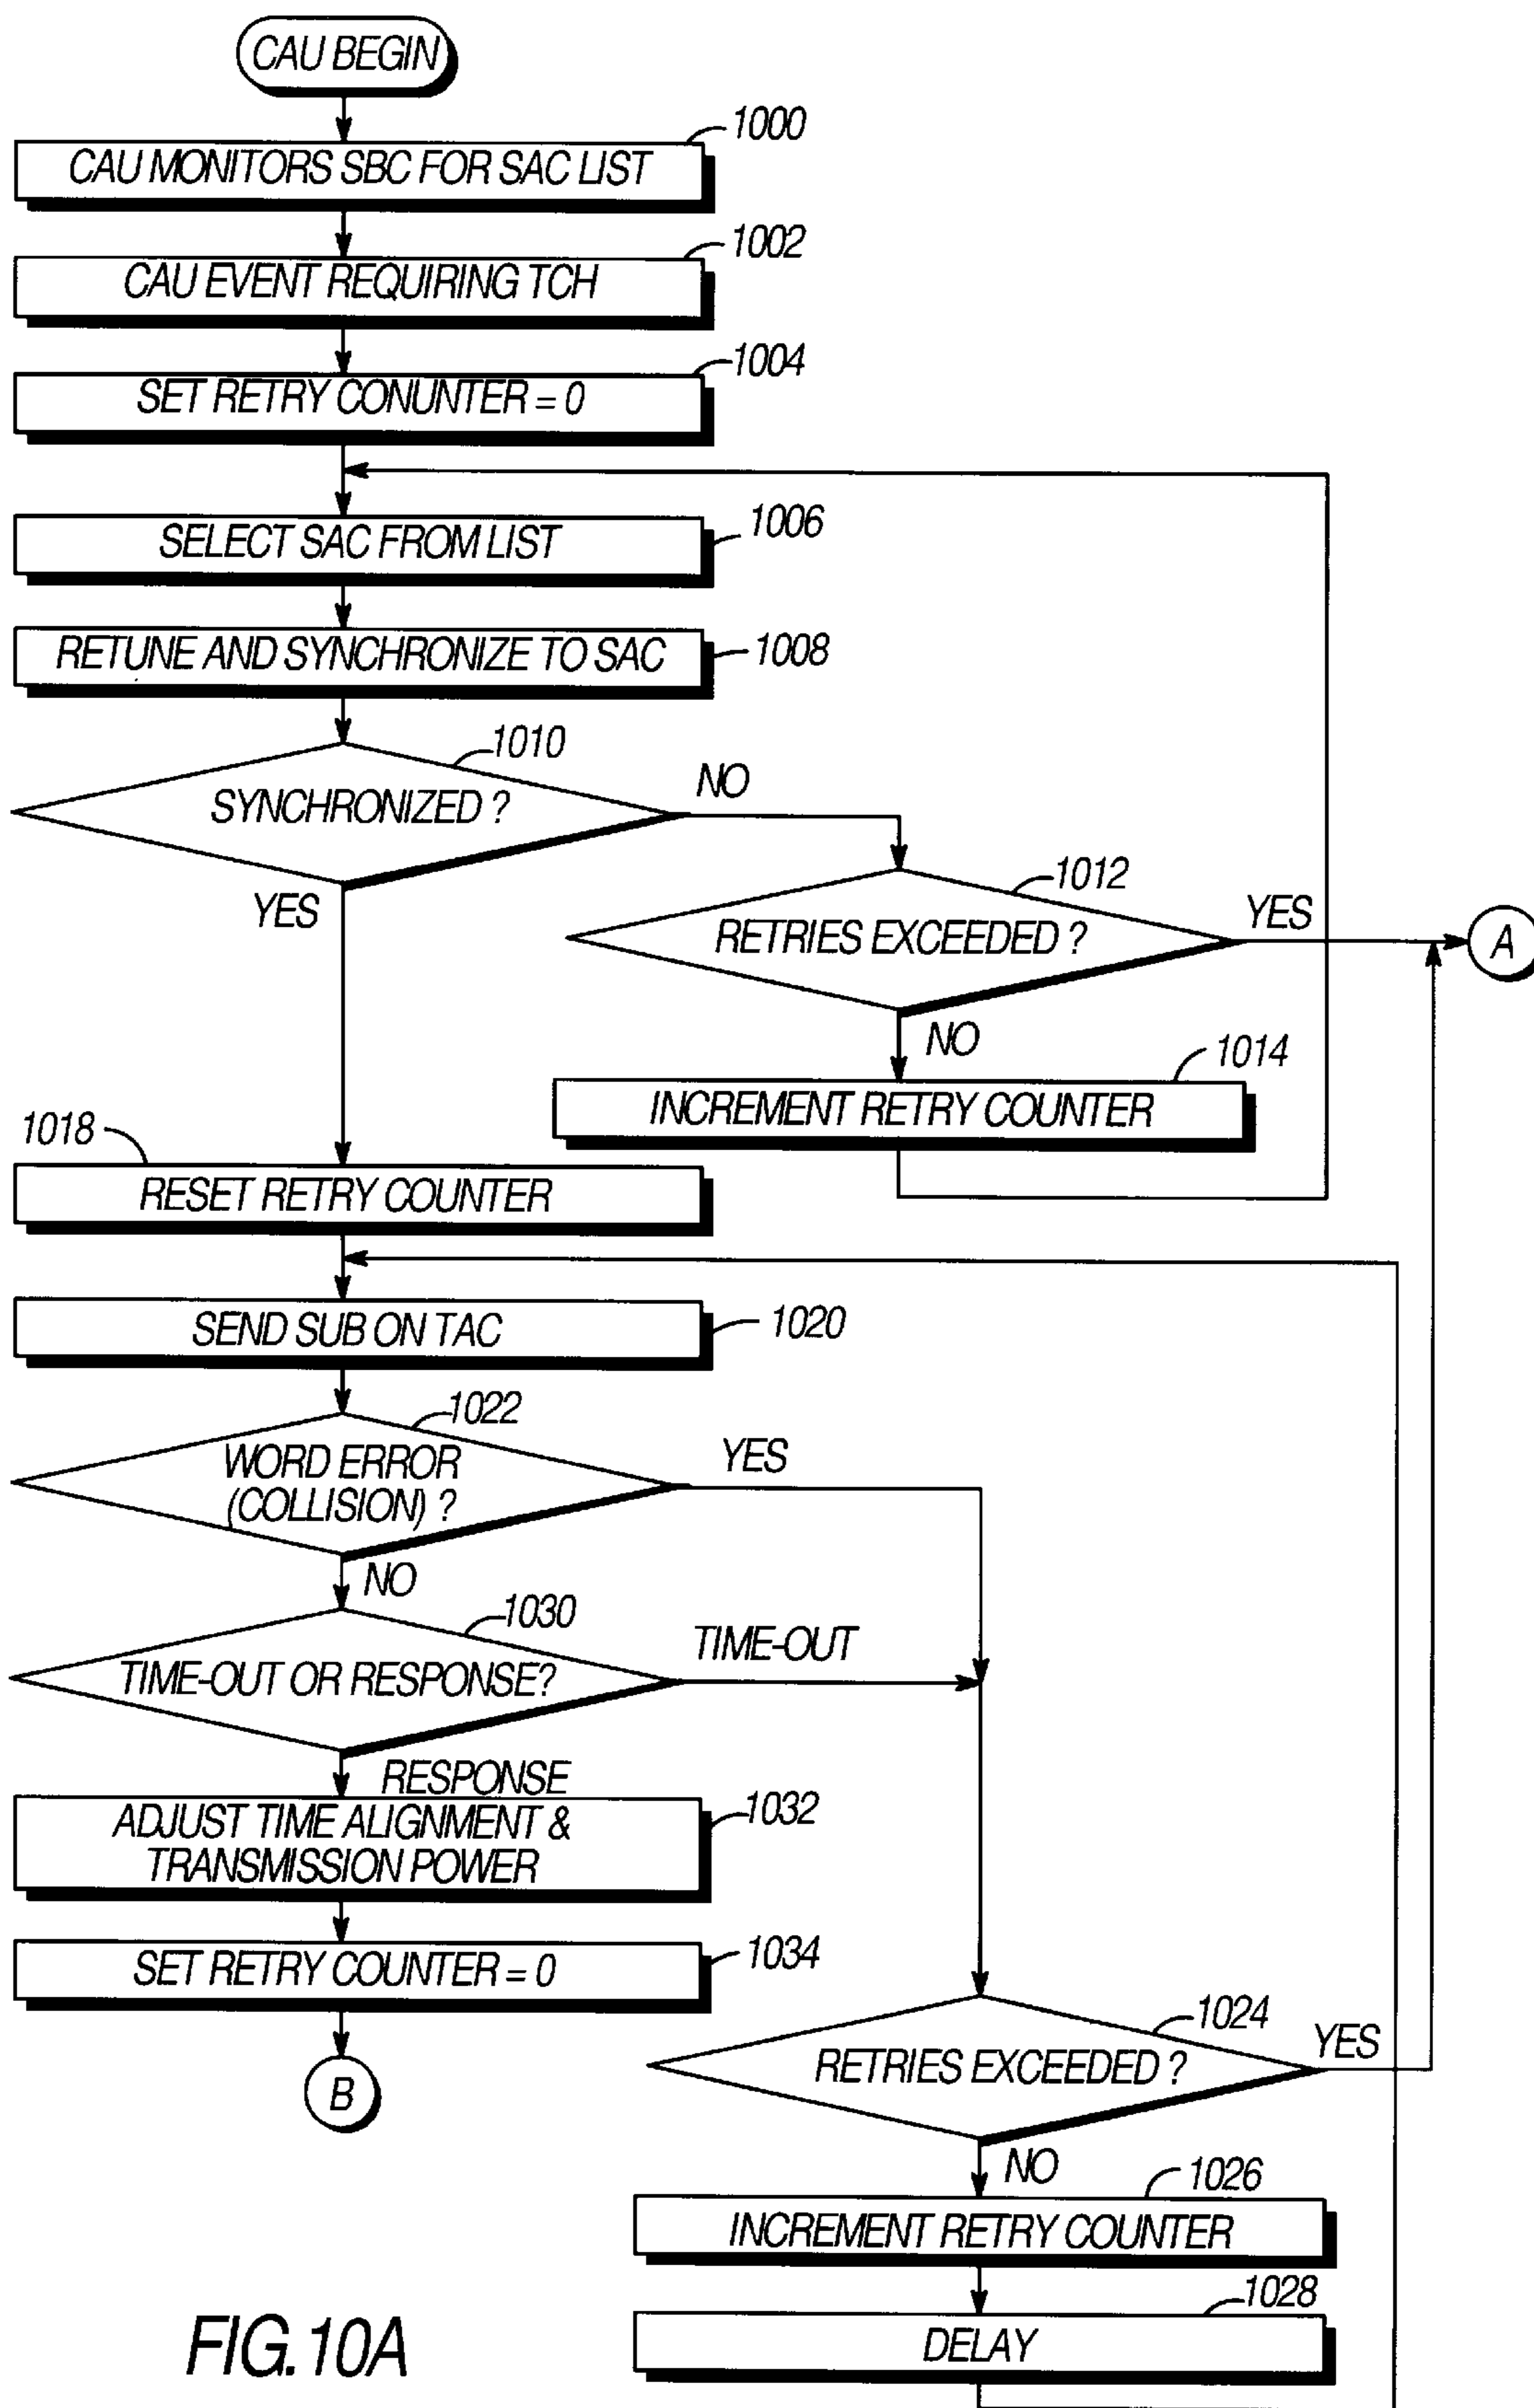 CAU BEGIN
1000
CAU MONITORS SBC FOR SAC LIST
1002
CAU EVENT REQUIRING TCH
1004
SET RETRY CONUNTER = 0
SELECT SAC FROM LIST
1006
RETUNE AND SYNCHRONIZE TO SAC
1008
1010
SYNCHRONIZED ?
NO
YES
1012
RETRIES EXCEEDED ?
YES
A
NO
1014
INCREMENT RETRY COUNTER
1018
RESET RETRY COUNTER
SEND SUB ON TAC
1020
1022
WORD ERROR
(COLLISION) ?
YES
NO
1030
TIME-OUT OR RESPONSE?
TIME-OUT
RESPONSE
ADJUST TIME ALIGNMENT &
TRANSMISSION POWER
1032
SET RETRY COUNTER = 0
1034
B
1024
RETRIES EXCEEDED ?
YES
NO
1026
INCREMENT RETRY COUNTER
1028
DELAY
FIG. 10A